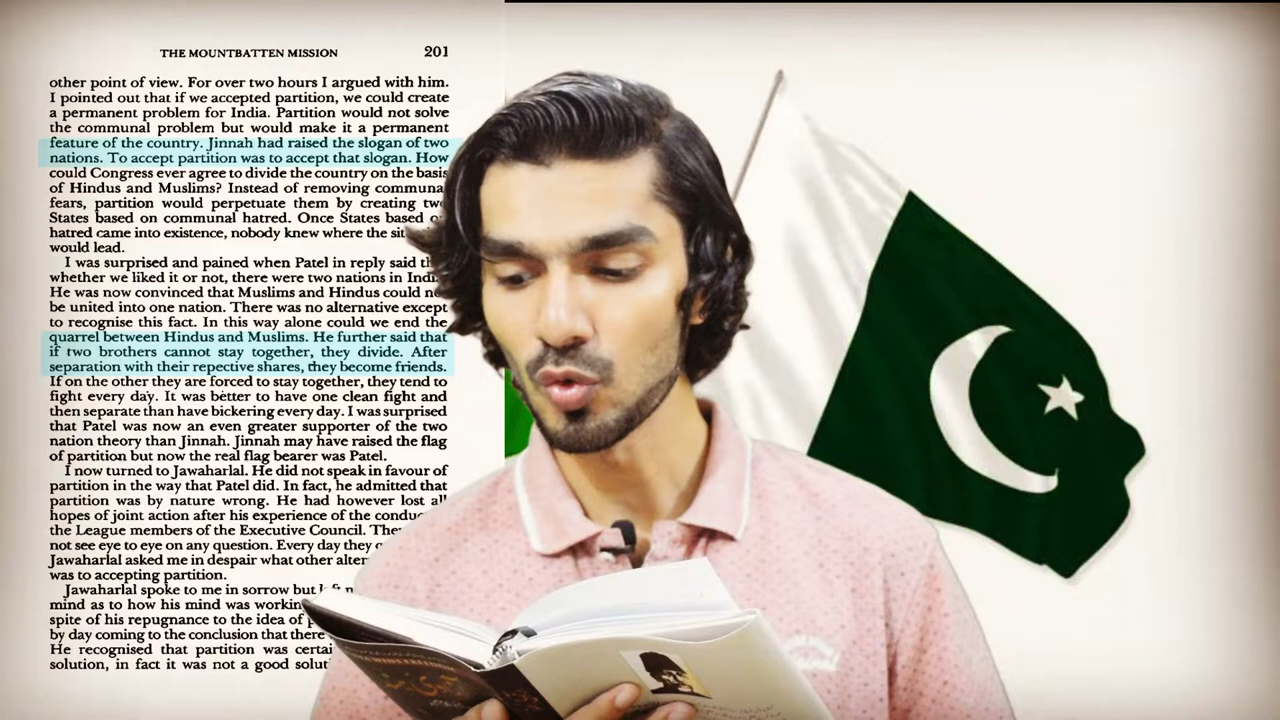 THE MOUNTBATTEN MISSION 201
other point of view. For over two hours I argued with him.
I pointed out that if we accepted partition, we could create
a permanent problem for India. Partition would not solve
the communal problem but would make it a permanent
feature of the country. Jinnah had raised the slogan of two
nations. To accept partition was to accept that slogan. How
could Congress ever agree to divide the country on the basis
of Hindus and Muslims? Instead of removing communa
fears, partition would perpetuate them by creating tw
States based on communal hatred. Once States based o
hatred came into existence, nobody knew where the sit
would lead.
I was surprised and pained when Patel in reply said th
whether we liked it or not, there were two nations in Indi
He was now convinced that Muslims and Hindus could no
be united into one nation. There was no alternative except
to recognise this fact. In this way alone could we end the
quarrel between Hindus and Muslims. He further said that
if two brothers cannot stay together, they divide. After
separation with their repective shares, they become friends.
If on the other they are forced to stay together, they tend to
fight every day. It was better to have one clean fight and
then separate than have bickering every day. I was surprised
that Patel was now an even greater supporter of the two
nation theory than Jinnah. Jinnah may have raised the flag
of partition but now the real flag bearer was Patel.
I now turned to Jawaharlal. He did not speak in favour of
partition in the way that Patel did. In fact, he admitted that
partition was by nature wrong. He had however lost all
hopes of joint action after his experience of the conduc
the League members of the Executive Council. They
not see eye to eye on any question. Every day they
Jawaharlal asked me in despair what other alter
was to accepting partition.
Jawaharlal spoke to me in sorrow but
mind as to how his mind was workin
spite of his repugnance to the idea of p
by day coming to the conclusion that there
He recognised that partition was certai
solution, in fact it was not a good solut